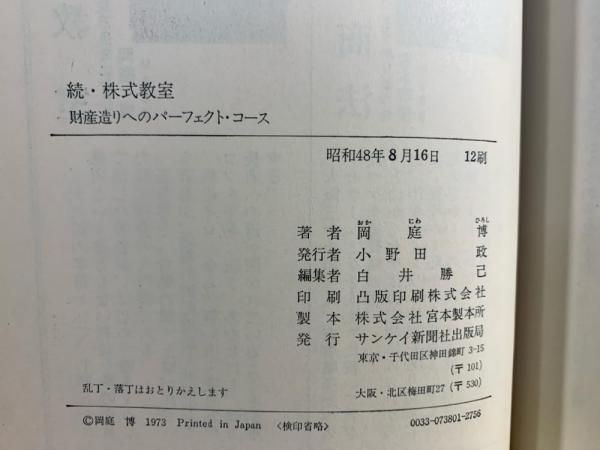 続・株式教室
財産造りへのパーフェクト・コース
昭和48年8月16日 12刷
おか にわ ひろし
著者 岡庭 博
発行者 小野田 政
編集者 白井勝己
印刷 凸版印刷株式会社
製本 株式会社宮本製本所
発行 サンケイ新聞社出版局
東京・千代田区神田錦町 3-15
(〒101)
大阪・北区梅田町27 (〒530)
乱丁・落丁はおとりかえします
©岡庭 博 1973 Printed in Japan 〈検印省略〉 0033-073801-2756